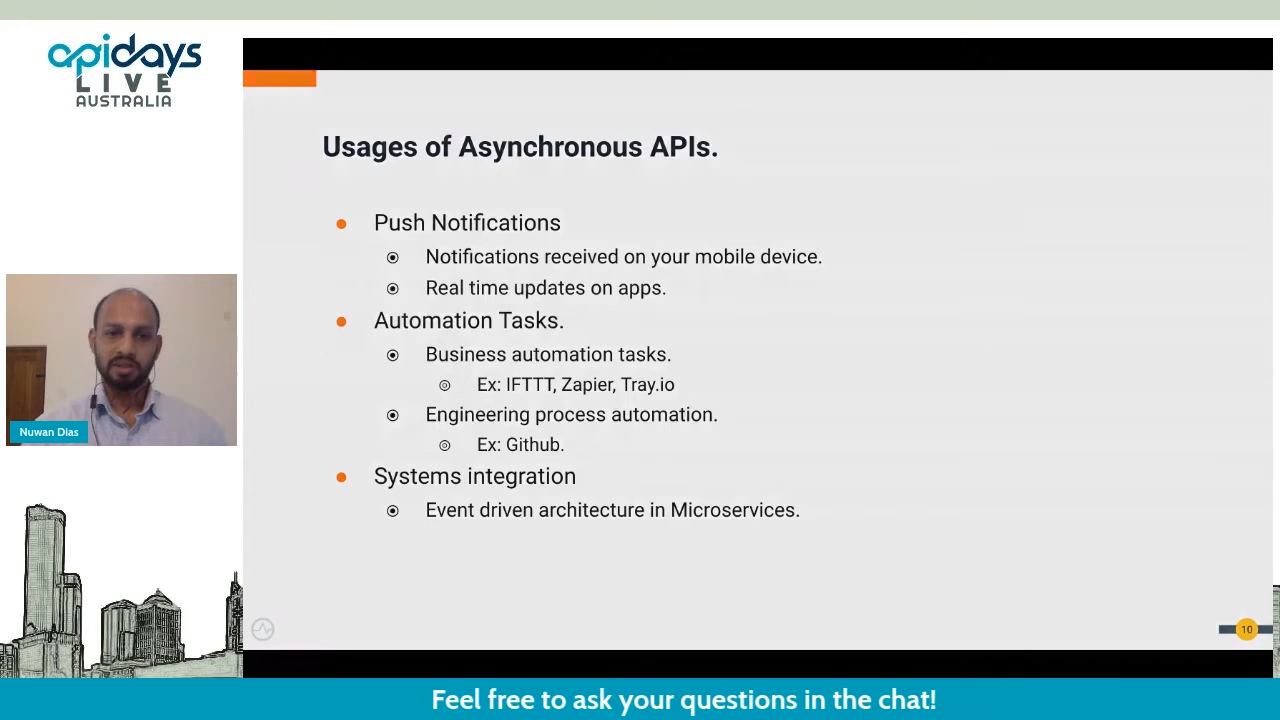 apidays
LIVE
AUSTRALIA
Usages of Asynchronous APIs.
Push Notifications
Notifications received on your mobile device.
Real time updates on apps.
Automation Tasks.
Business automation tasks.
Ex: IFTTT, Zapier, Tray.io
Engineering process automation.
Ex: Github.
Systems integration
Event driven architecture in Microservices.
Nuwan Dias
10
Feel free to ask your questions in the chat!